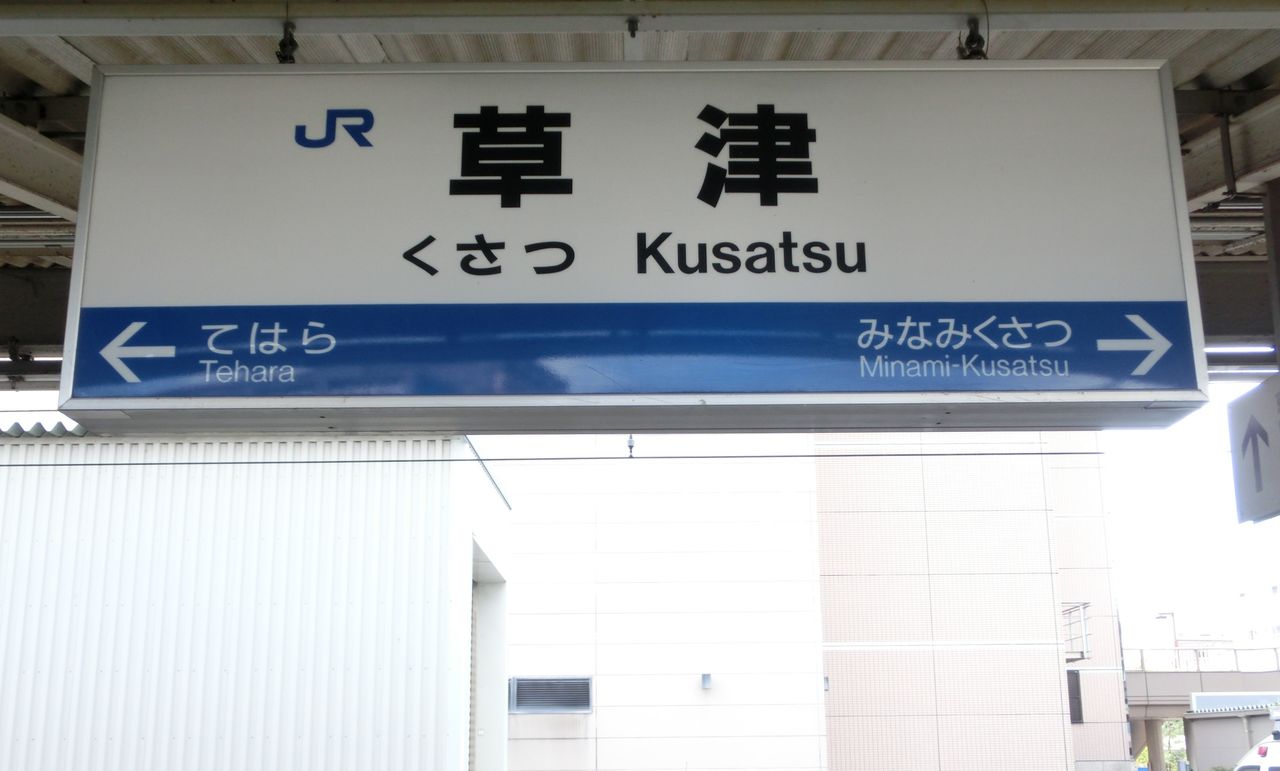 JR 草津
くさつ Kusatsu
てはら
Tehara
みなみくさつ
Minami-Kusatsu